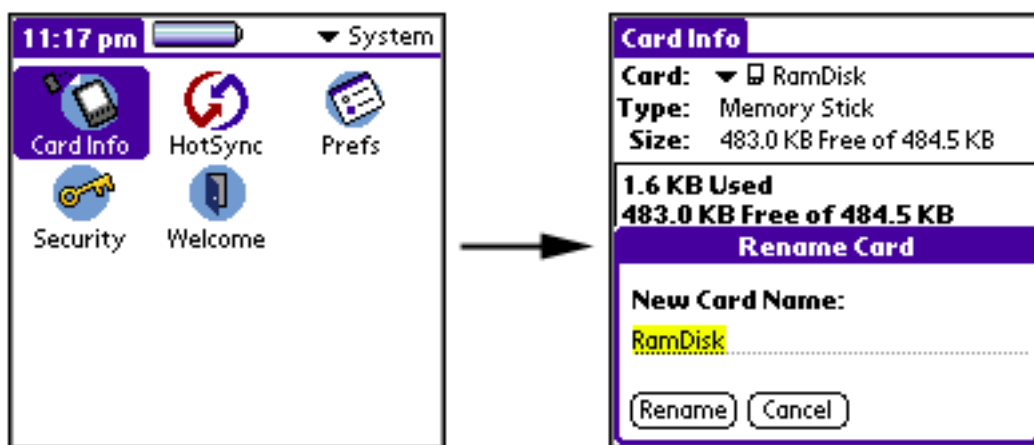 11:17 pm System
Card Info HotSync Prefs
Security Welcome
Card Info
Card: RamDisk
Type: Memory Stick
Size: 483.0 KB Free of 484.5 KB
1.6 KB Used
483.0 KB Free of 484.5 KB
Rename Card
New Card Name:
RamDisk
Rename Cancel